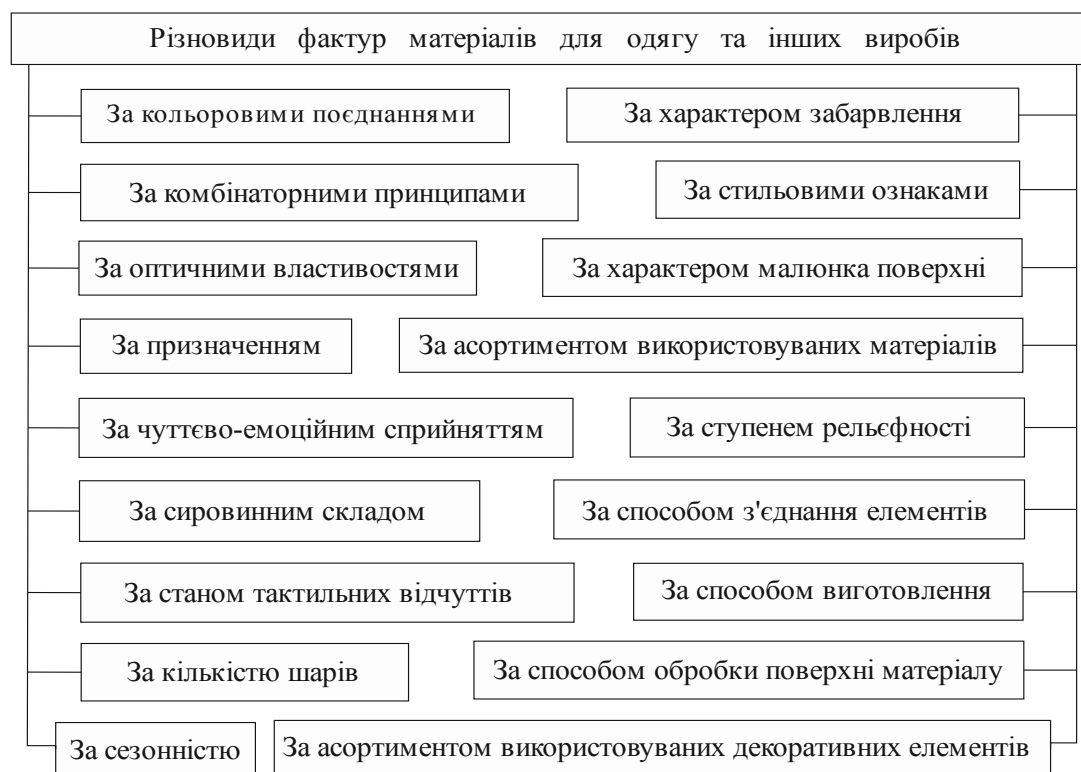 Різновиди фактур матеріалів для одягу та інших виробів
За кольоровими поєднаннями
За характером забарвлення
За комбінаторними принципами
За стильовими ознаками
За оптичними властивостями
За характером малюнка поверхні
За призначенням
За асортиментом використовуваних матеріалів
За чуттєво-емоційним сприйняттям
За ступенем рельєфності
За сировинним складом
За способом з'єднання елементів
За станом тактильних відчуттів
За способом виготовлення
За кількістю шарів
За способом обробки поверхні матеріалу
За сезонністю
За асортиментом використовуваних декоративних елементів